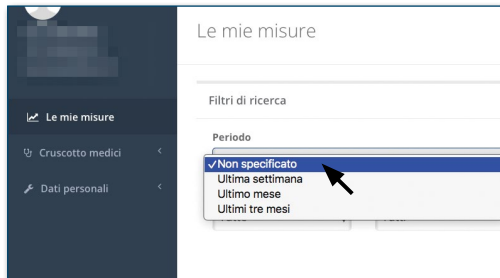 Le mie misure
Le mie misure
Cruscotto medici
Dati personali
Filtri di ricerca
Periodo
✓Non specificato
Ultima settimana
Ultimo mese
Ultimi tre mesi